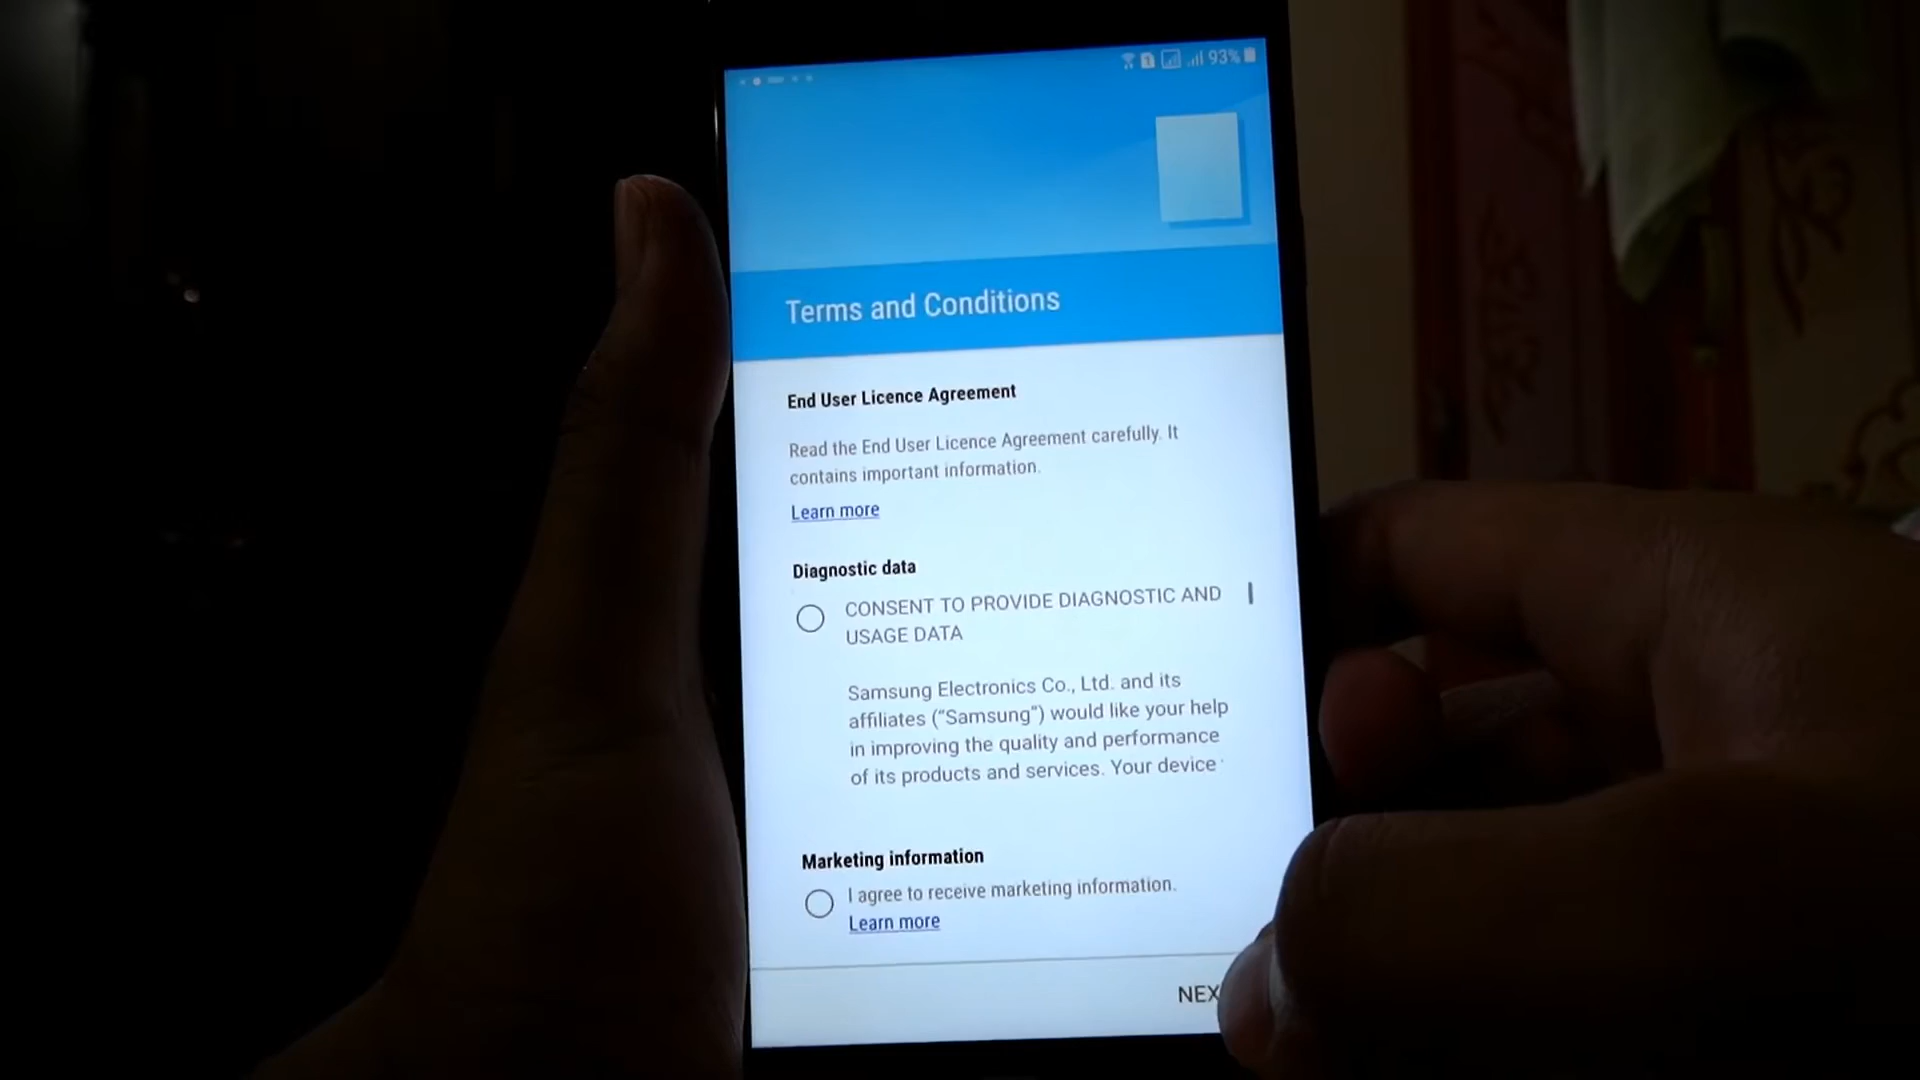 93%
Terms and Conditions
End User Licence Agreement
Read the End User Licence Agreement carefully. It
contains important information.
Learn more
Diagnostic data
CONSENT TO PROVIDE DIAGNOSTIC AND
USAGE DATA
Samsung Electronics Co., Ltd. and its
affiliates (“Samsung”) would like your help
in improving the quality and performance
of its products and services. Your device
Marketing information
I agree to receive marketing information.
Learn more
NEX